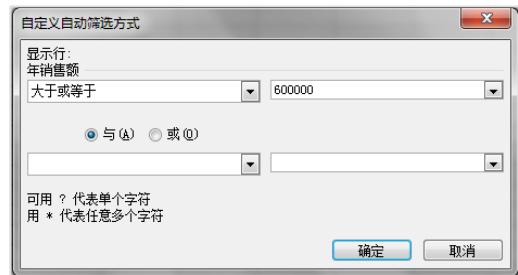 自定义自动筛选方式
显示行:
年销售额
大于或等于 600000
与(A) 或(O)
可用 ? 代表单个字符
用 * 代表任意多个字符
确定 取消